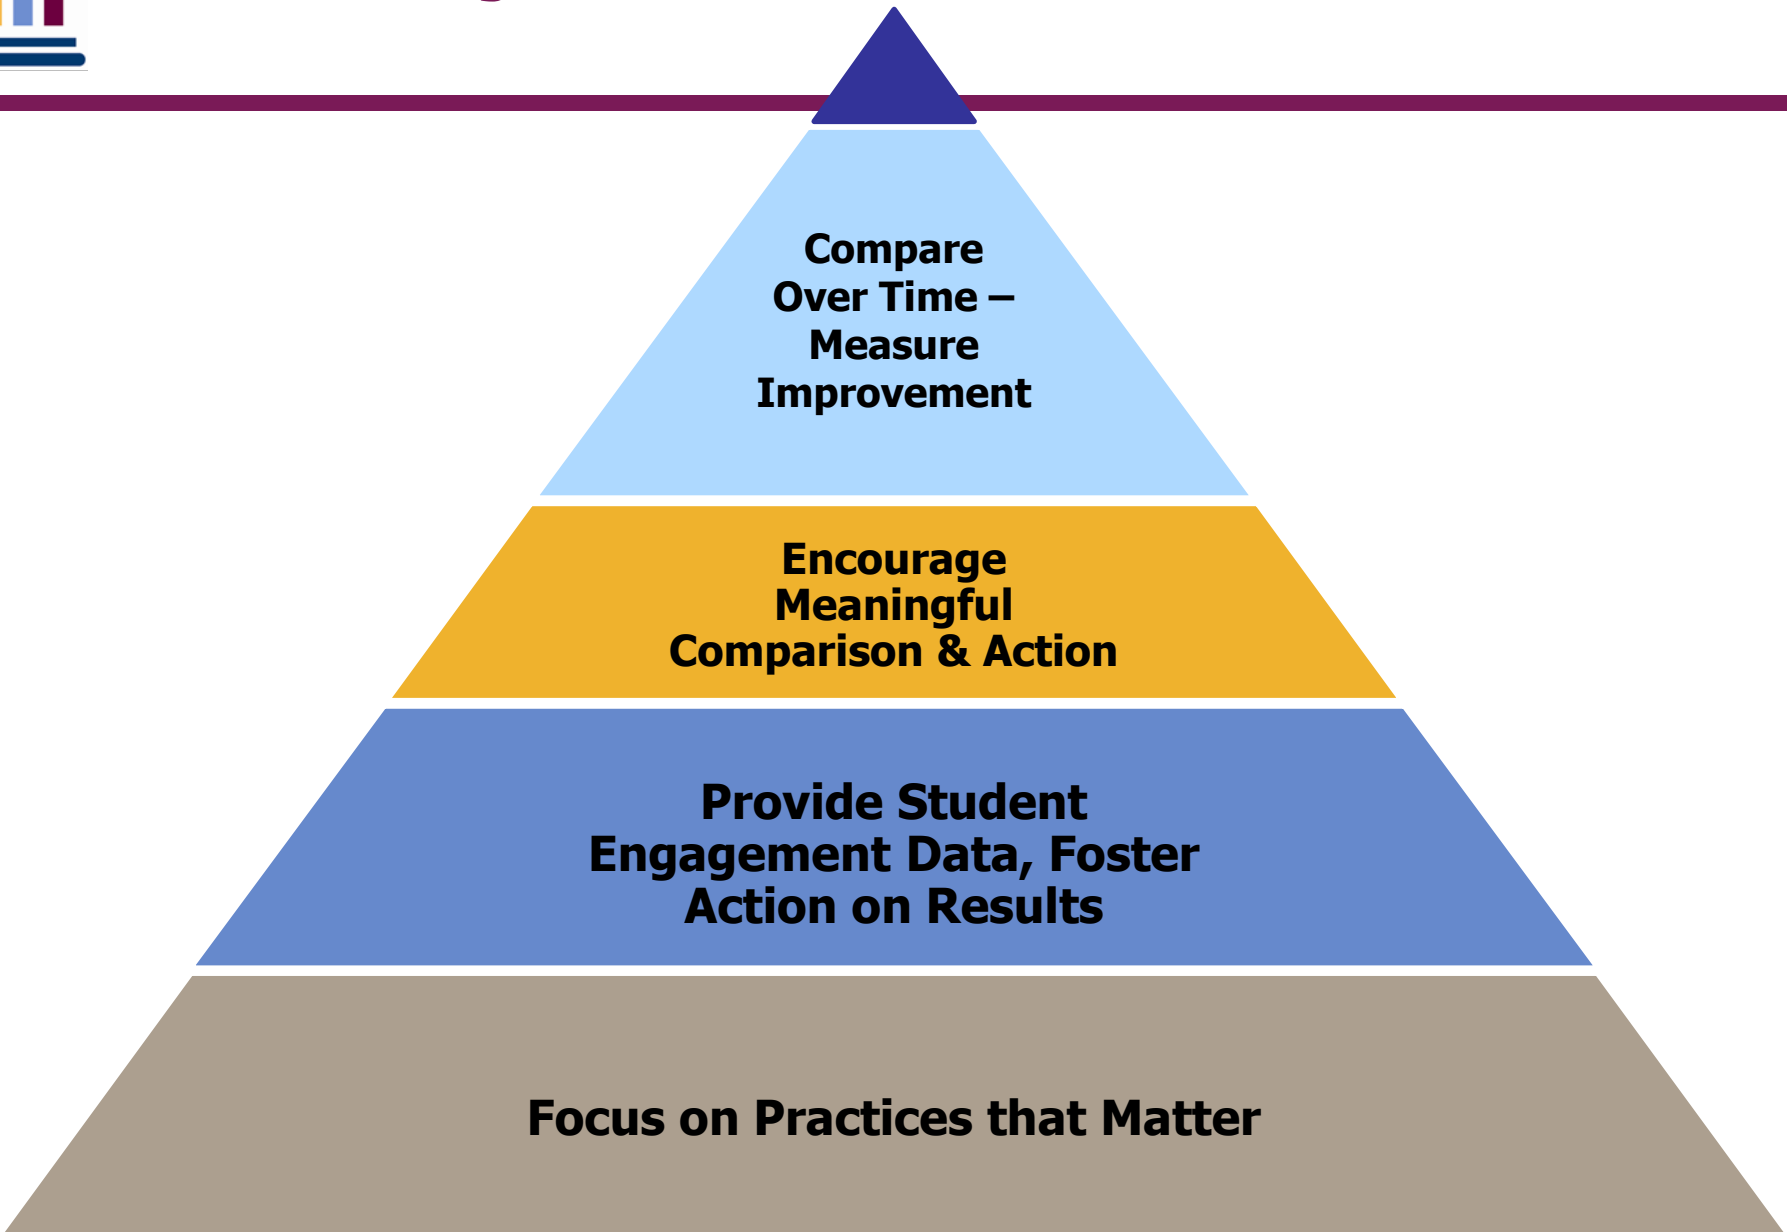 Compare
Over Time –
Measure
Improvement
Encourage
Meaningful
Comparison & Action
Provide Student
Engagement Data, Foster
Action on Results
Focus on Practices that Matter